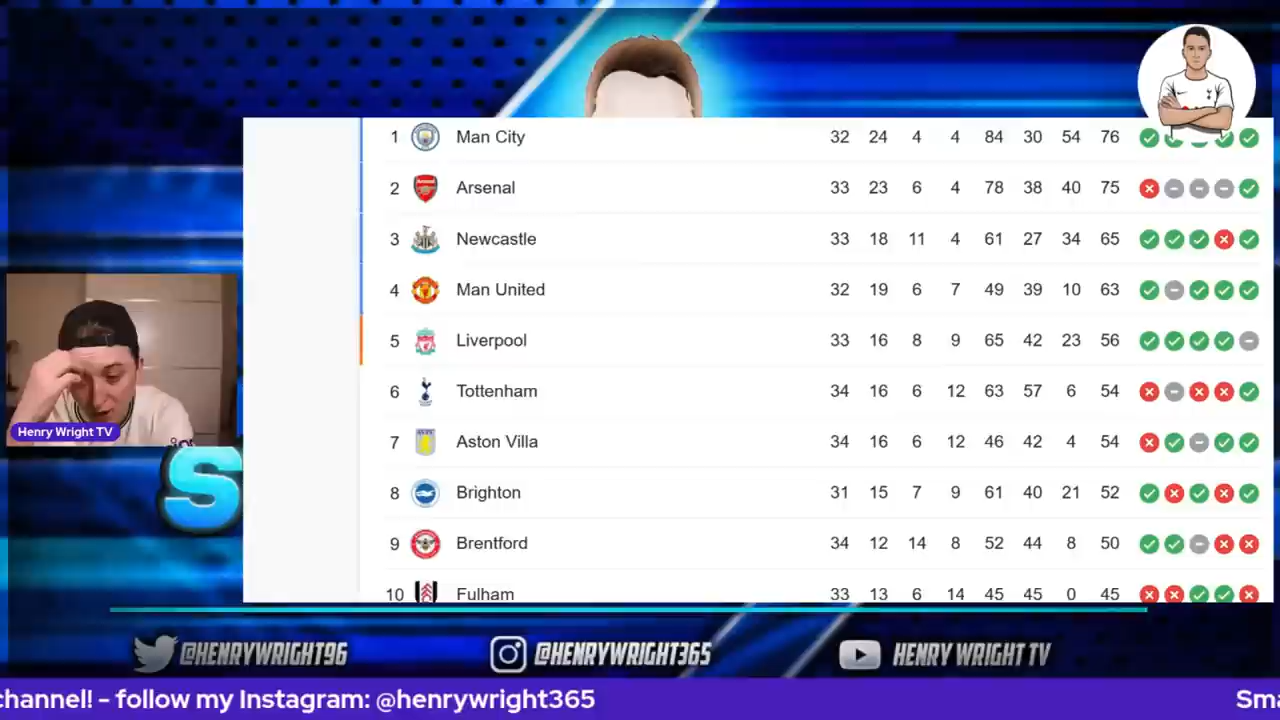 1 Man City 32 24 4 4 84 30 54 76
2 Arsenal 33 23 6 4 78 38 40 75
3 Newcastle 33 18 11 4 61 27 34 65
4 Man United 32 19 6 7 49 39 10 63
5 Liverpool 33 16 8 9 65 42 23 56
6 Tottenham 34 16 6 12 63 57 6 54
7 Aston Villa 34 16 6 12 46 42 4 54
8 Brighton 31 15 7 9 61 40 21 52
9 Brentford 34 12 14 8 52 44 8 50
10 Fulham 33 13 6 14 45 45 0 45
Henry Wright TV
S
@HENRYWRIGHT96 @HENRYWRIGHT365 HENRY WRIGHT TV
channel! - follow my Instagram: @henrywright365